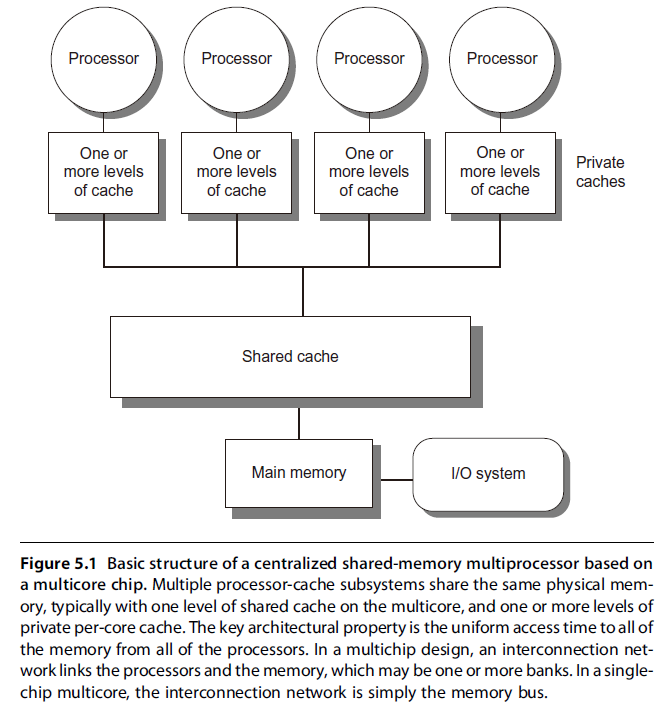 Processor
Processor
Processor
Processor
One or
more levels
of cache
One or
more levels
of cache
One or
more levels
of cache
One or
more levels
of cache
Private
caches
Shared cache
Main memory
I/O system
Figure 5.1 Basic structure of a centralized shared-memory multiprocessor based on
a multicore chip. Multiple processor-cache subsystems share the same physical mem-
ory, typically with one level of shared cache on the multicore, and one or more levels of
private per-core cache. The key architectural property is the uniform access time to all of
the memory from all of the processors. In a multichip design, an interconnection net-
work links the processors and the memory, which may be one or more banks. In a single-
chip multicore, the interconnection network is simply the memory bus.